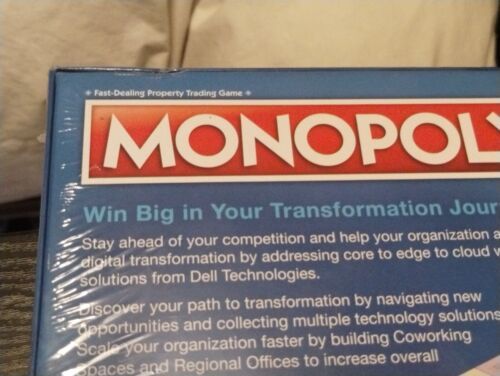 Fast-Dealing Property Trading Game
MONOPOLY
Win Big in Your Transformation Jour
Stay ahead of your competition and help your organization a
digital transformation by addressing core to edge to cloud w
solutions from Dell Technologies.
Discover your path to transformation by navigating new
opportunities and collecting multiple technology solutions
Scale your organization faster by building Coworking
Spaces and Regional Offices to increase overall